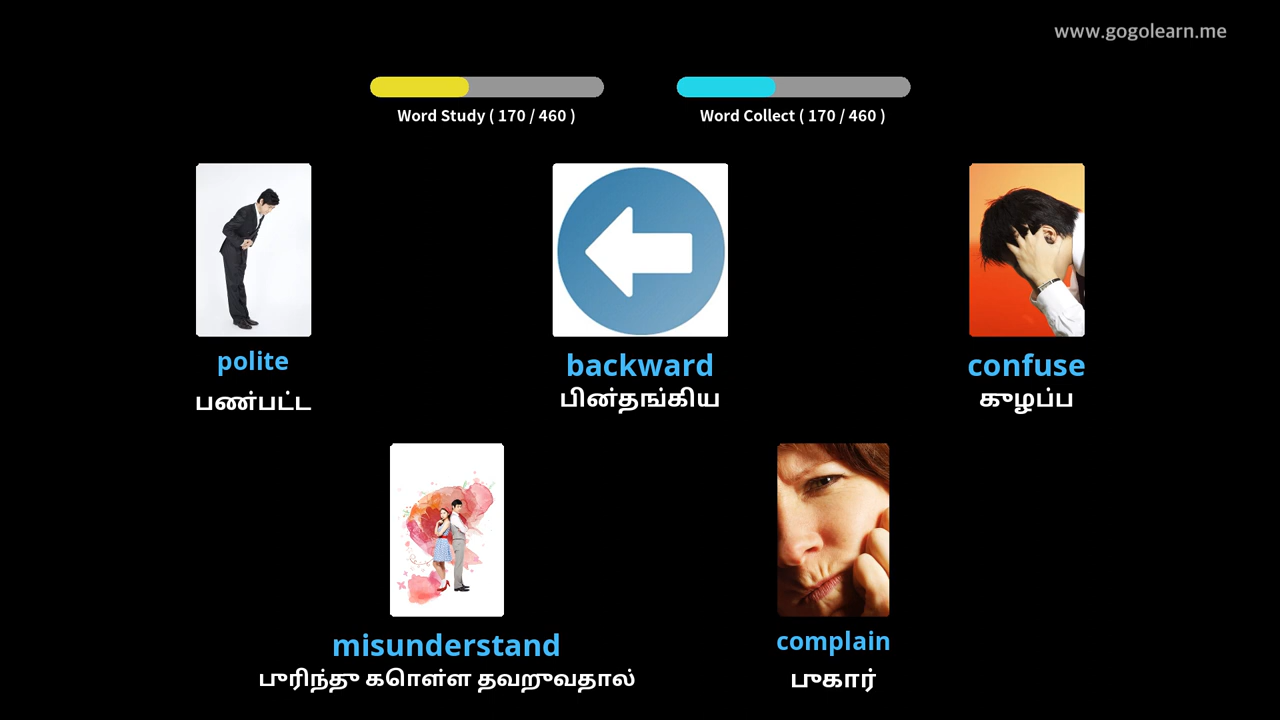 www.gogolearn.me
Word Study ( 170 / 460 )
Word Collect ( 170 / 460 )
polite
பண்பட்ட
backward
பின்தங்கிய
confuse
குழப்ப
misunderstand
புரிந்து கொள்ள தவறுவதால்
complain
புகார்